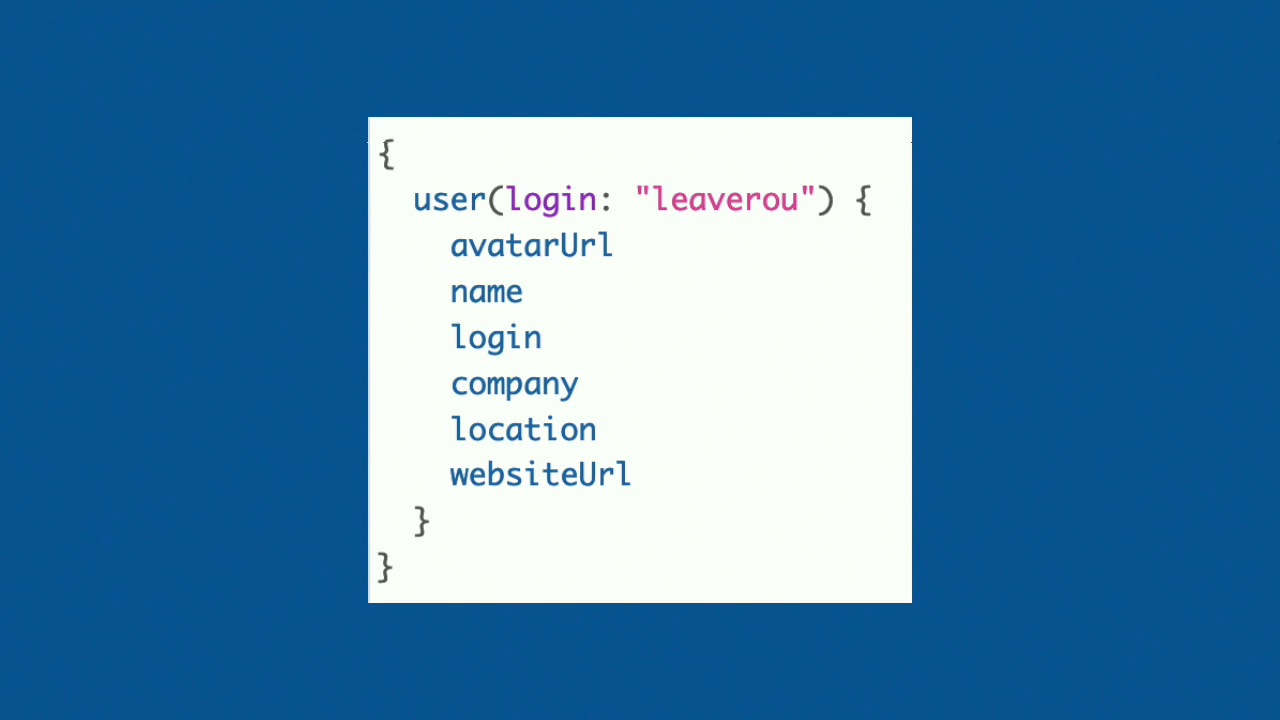 {
user(login: "leaverou") {
avatarUrl
name
login
company
location
websiteUrl
}
}